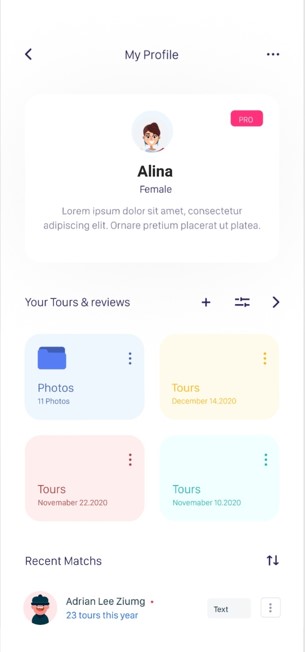 My Profile
PRO
Alina
Female
Lorem ipsum dolor sit amet, consectetur
adipiscing elit. Ornare pretium placerat ut platea.
Your Tours & reviews
Photos
11 Photos
Tours
December 14.2020
Tours
Novemaber 22.2020
Tours
Novemaber 10.2020
Recent Matchs
Adrian Lee Ziumg
23 tours this year
Text